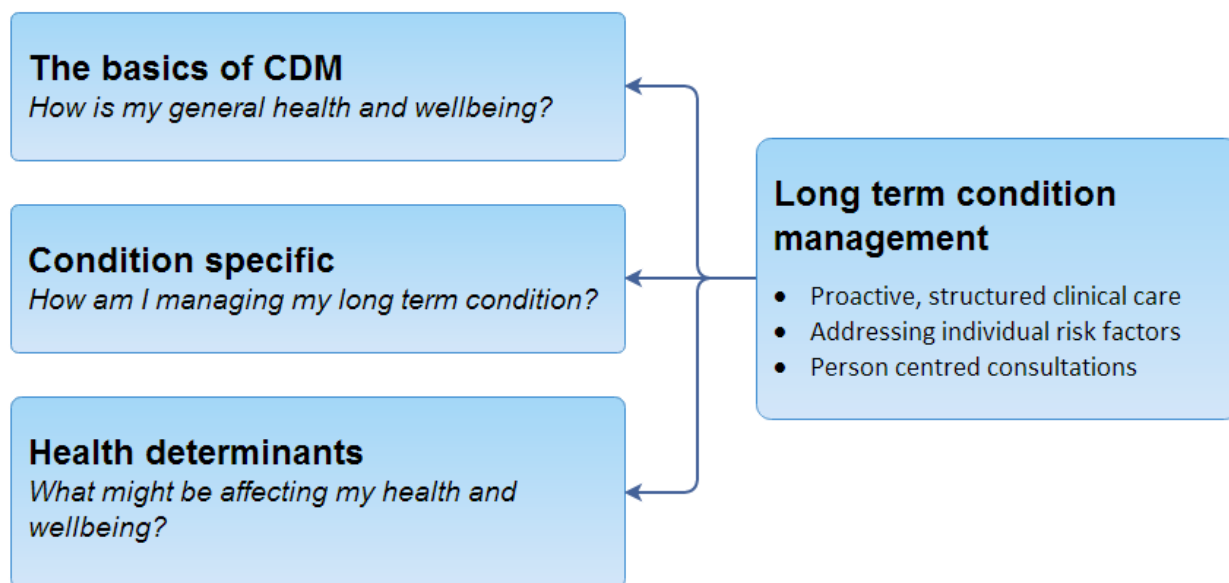 The basics of CDM
How is my general health and wellbeing?
Condition specific
How am I managing my long term condition?
Health determinants
What might be affecting my health and
wellbeing?
Long term condition
management
• Proactive, structured clinical care
• Addressing individual risk factors
• Person centred consultations